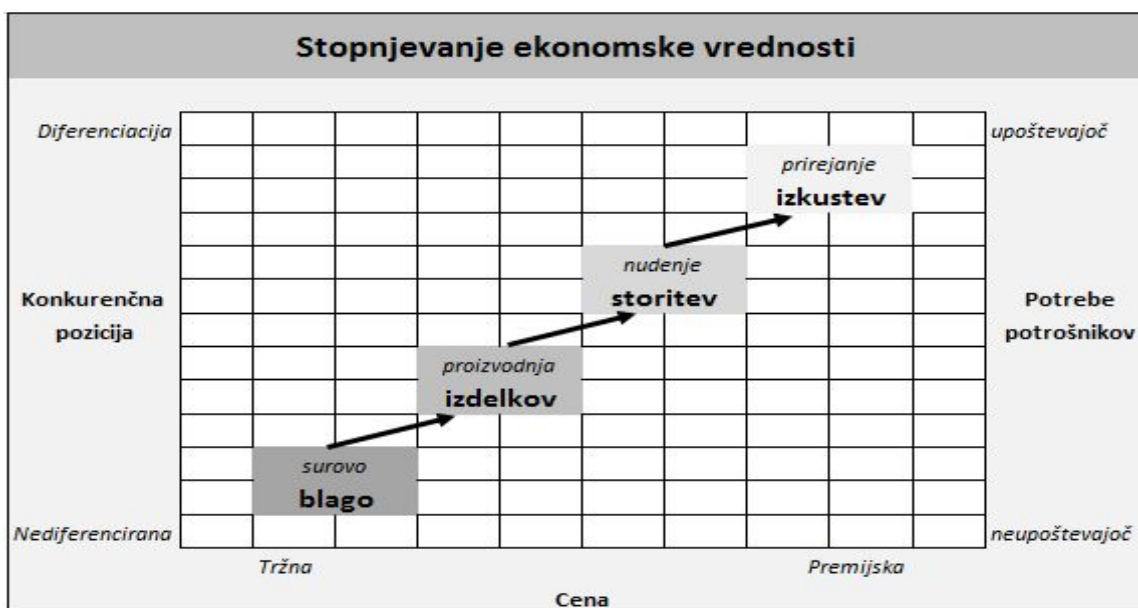 Stopnjevanje ekonomske vrednosti
Diferenciacija
upoštevajoč
prirejanje
izkustev
nudenje
storitev
Konkurenčna
pozicija
Potrebe
potrošnikov
proizvodnja
izdelkov
surovo
blago
Nediferencirana
neupoštevajoč
Tržna
Premijska
Cena